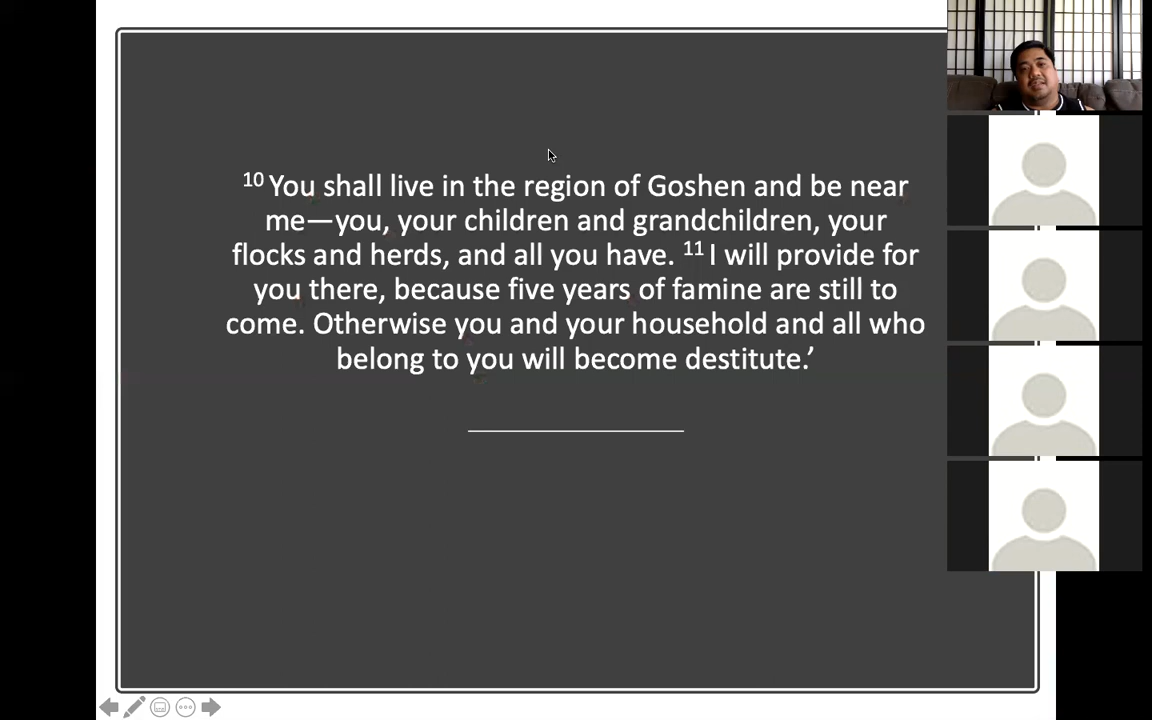 10 You shall live in the region of Goshen and be near
me—you, your children and grandchildren, your
flocks and herds, and all you have. 11 I will provide for
you there, because five years of famine are still to
come. Otherwise you and your household and all who
belong to you will become destitute.’